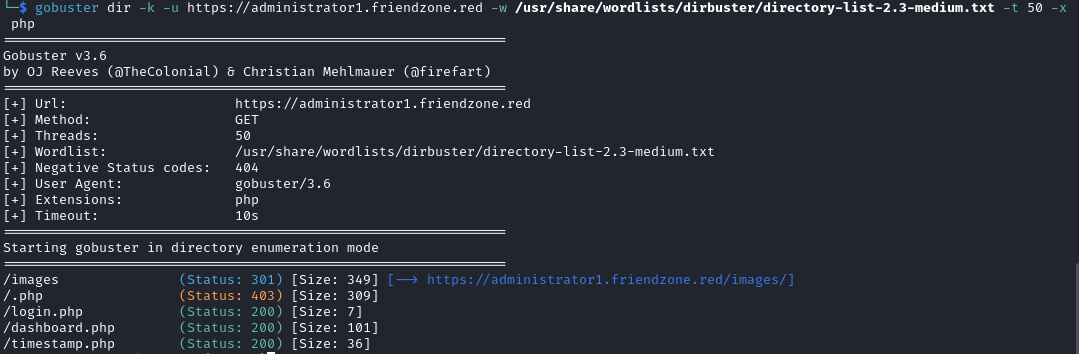 └─$ gobuster dir -k -u https://administrator1.friendzone.red -w /usr/share/wordlists/dirbuster/directory-list-2.3-medium.txt -t 50 -x
php
===============================================================
Gobuster v3.6
by OJ Reeves (@TheColonial) & Christian Mehlmauer (@firefart)
===============================================================
[+] Url:                     https://administrator1.friendzone.red
[+] Method:                  GET
[+] Threads:                 50
[+] Wordlist:                /usr/share/wordlists/dirbuster/directory-list-2.3-medium.txt
[+] Negative Status codes:   404
[+] User Agent:              gobuster/3.6
[+] Extensions:              php
[+] Timeout:                 10s
===============================================================
Starting gobuster in directory enumeration mode
===============================================================
/images               (Status: 301) [Size: 349] [--> https://administrator1.friendzone.red/images/]
/.php                 (Status: 403) [Size: 309]
/login.php            (Status: 200) [Size: 7]
/dashboard.php        (Status: 200) [Size: 101]
/timestamp.php        (Status: 200) [Size: 36]